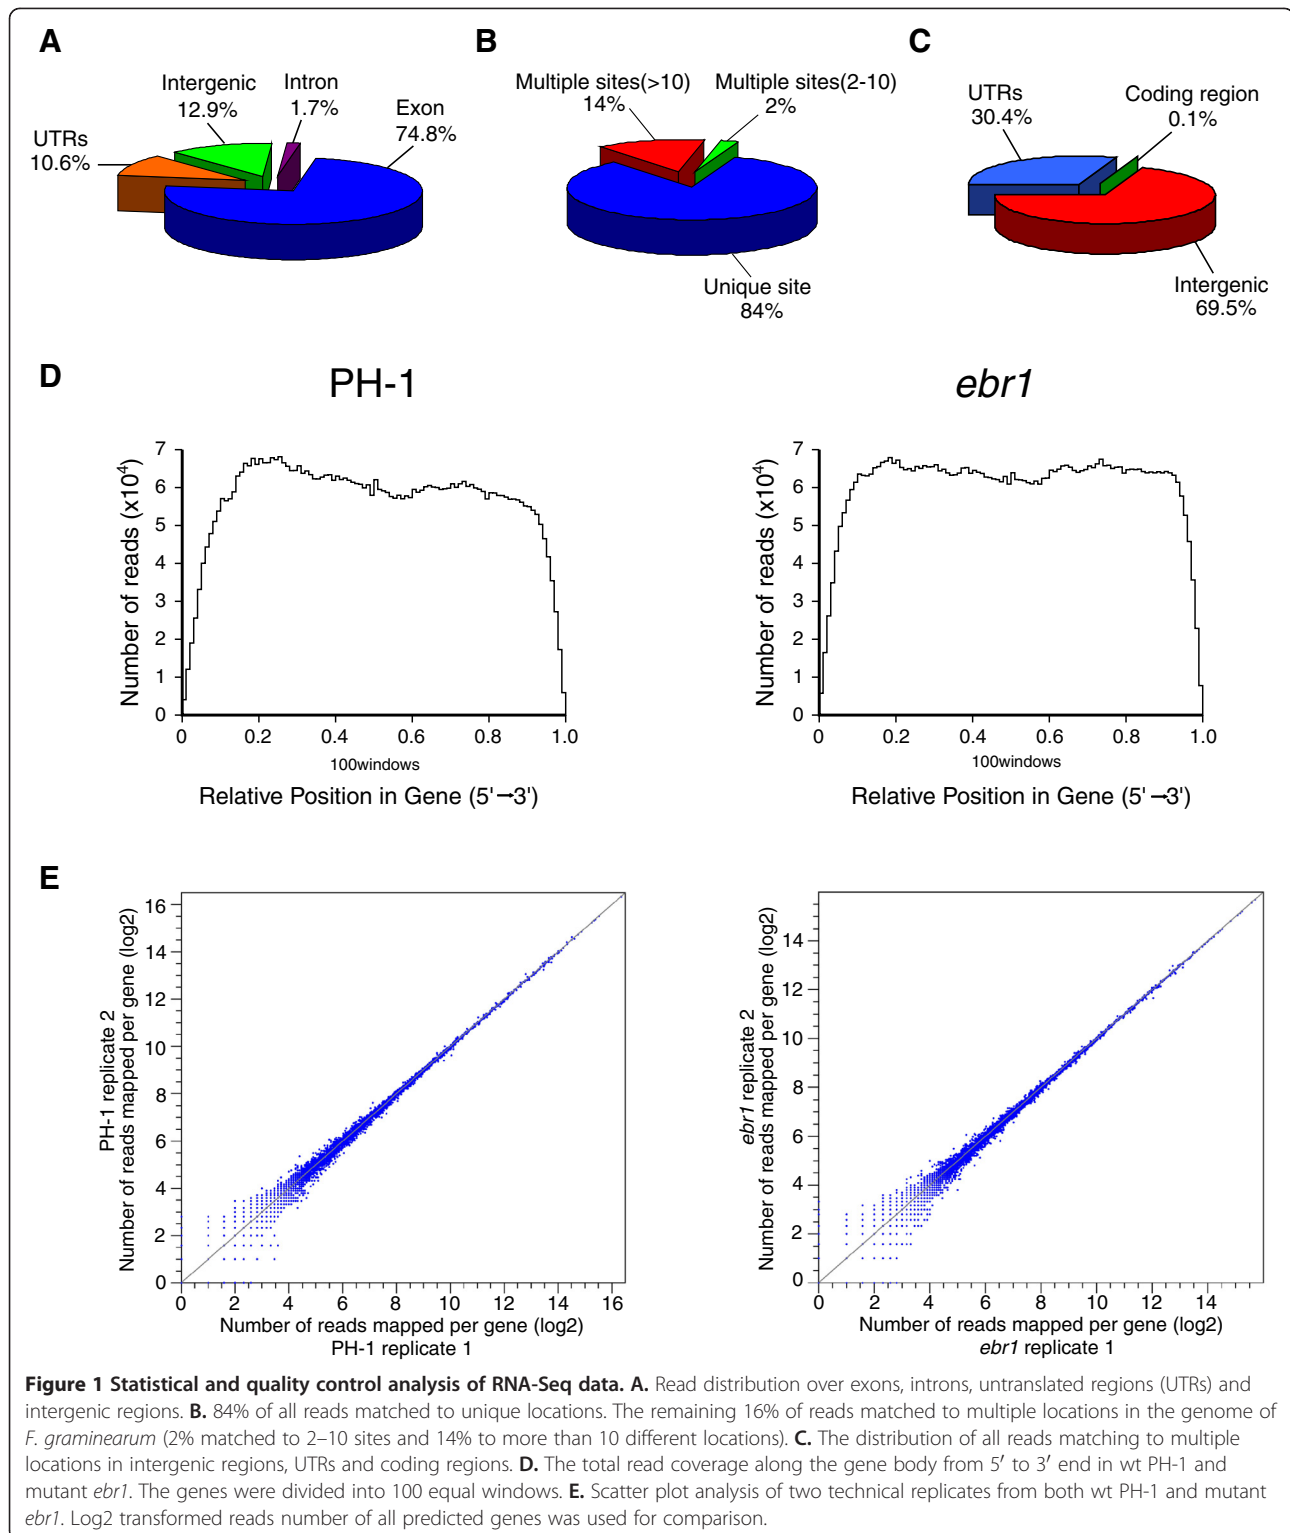 A
Intergenic
12.9%
Intron
1.7%
Exon
74.8%
UTRs
10.6%
B
Multiple sites(>10)
14%
Multiple sites(2-10)
2%
Unique site
84%
C
UTRs
30.4%
Coding region
0.1%
Intergenic
69.5%
D
PH-1
Number of reads (x10⁴)
7
6
5
4
3
2
1
0
0 0.2 0.4 0.6 0.8 1.0
100windows
Relative Position in Gene (5'→3')
ebr1
Number of reads (x10⁴)
7
6
5
4
3
2
1
0
0 0.2 0.4 0.6 0.8 1.0
100windows
Relative Position in Gene (5'→3')
E
PH-1 replicate 2
Number of reads mapped per gene (log2)
16
14
12
10
8
6
4
2
0
0 2 4 6 8 10 12 14 16
Number of reads mapped per gene (log2)
PH-1 replicate 1
ebr1 replicate 2
Number of reads mapped per gene (log2)
14
12
10
8
6
4
2
0
0 2 4 6 8 10 12 14
Number of reads mapped per gene (log2)
ebr1 replicate 1
Figure 1 Statistical and quality control analysis of RNA-Seq data. A. Read distribution over exons, introns, untranslated regions (UTRs) and
intergenic regions. B. 84% of all reads matched to unique locations. The remaining 16% of reads matched to multiple locations in the genome of
F. graminearum (2% matched to 2–10 sites and 14% to more than 10 different locations). C. The distribution of all reads matching to multiple
locations in intergenic regions, UTRs and coding regions. D. The total read coverage along the gene body from 5′ to 3′ end in wt PH-1 and
mutant ebr1. The genes were divided into 100 equal windows. E. Scatter plot analysis of two technical replicates from both wt PH-1 and mutant
ebr1. Log2 transformed reads number of all predicted genes was used for comparison.